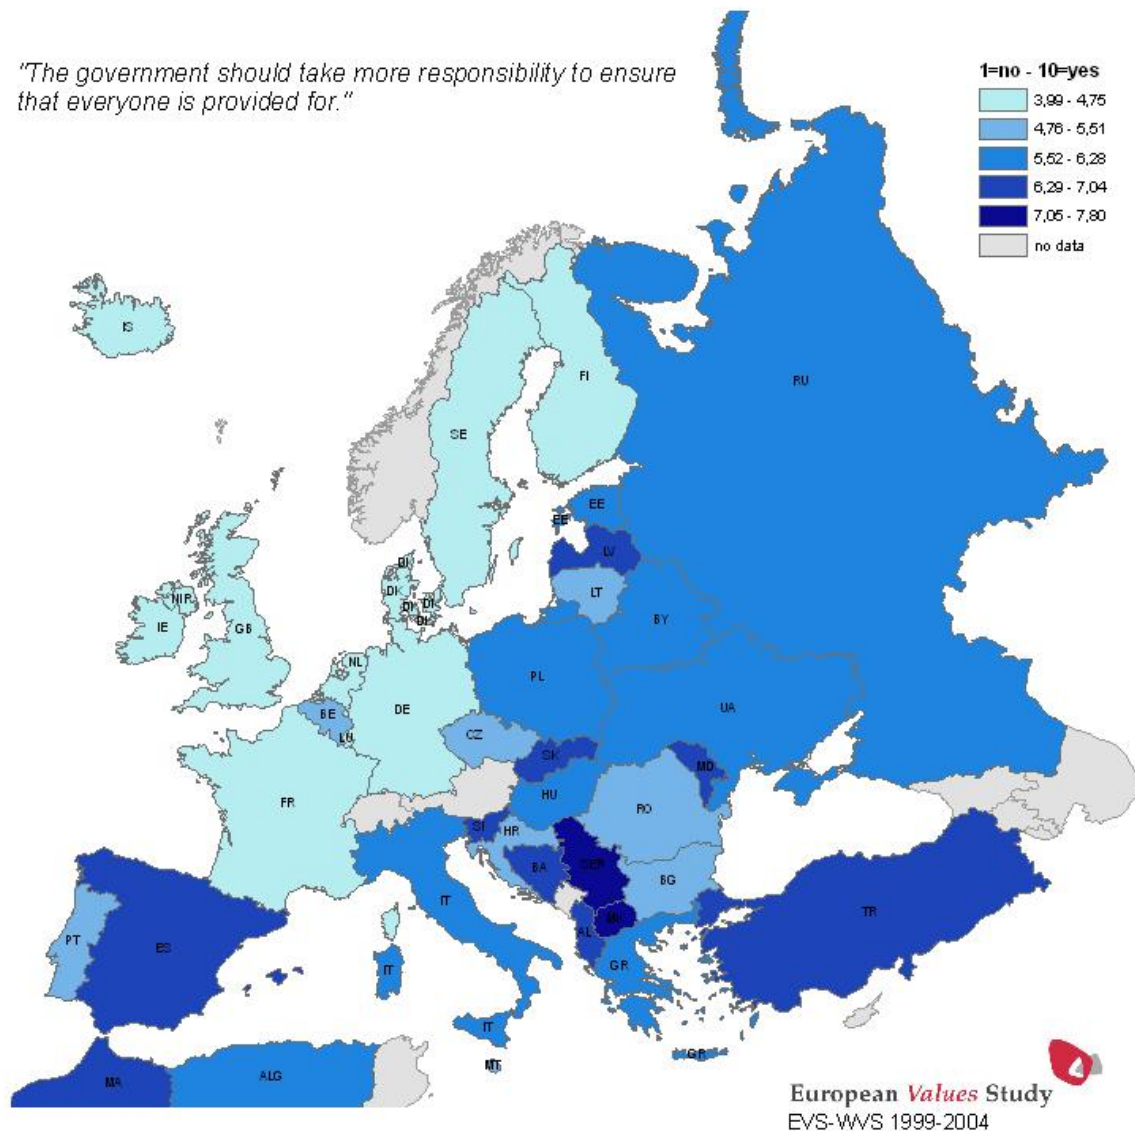 "The government should take more responsibility to ensure
that everyone is provided for."
1=no - 10=yes
3,99 - 4,75
4,76 - 5,51
5,52 - 6,28
6,29 - 7,04
7,05 - 7,80
no data
IS
RU
FI
SE
EE
EE
LV
DK
LT
NIR
IE
GB
BY
NL
PL
DE
BE
UA
LU
CZ
SK
MD
HU
FR
RO
SI
HR
BA
SER
BG
IT
PT
ES
TR
MK
AL
IT
GR
IT
MT
GR
MA
ALG
European Values Study
EVS-WVS 1999-2004